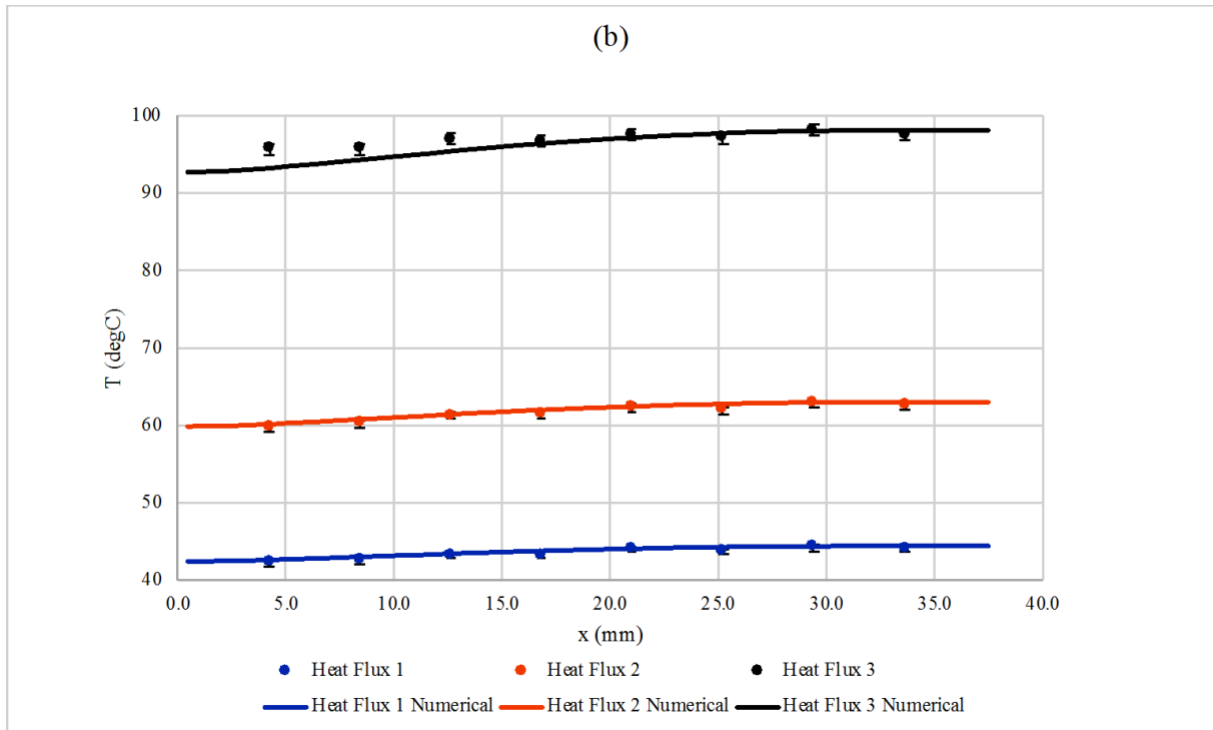 (b)
100
90
80
70
60
50
40
T (degC)
0.0 5.0 10.0 15.0 20.0 25.0 30.0 35.0 40.0
x (mm)
Heat Flux 1 Heat Flux 2 Heat Flux 3
Heat Flux 1 Numerical Heat Flux 2 Numerical Heat Flux 3 Numerical